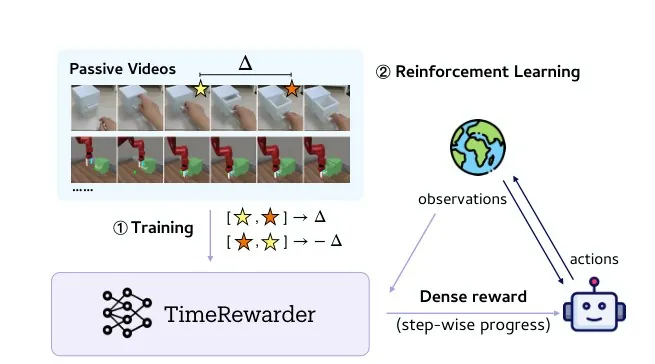 Passive Videos
Δ
……
① Training
[ , ] → Δ
[ , ] → − Δ
TimeRewarder
② Reinforcement Learning
observations
actions
Dense reward
(step-wise progress)